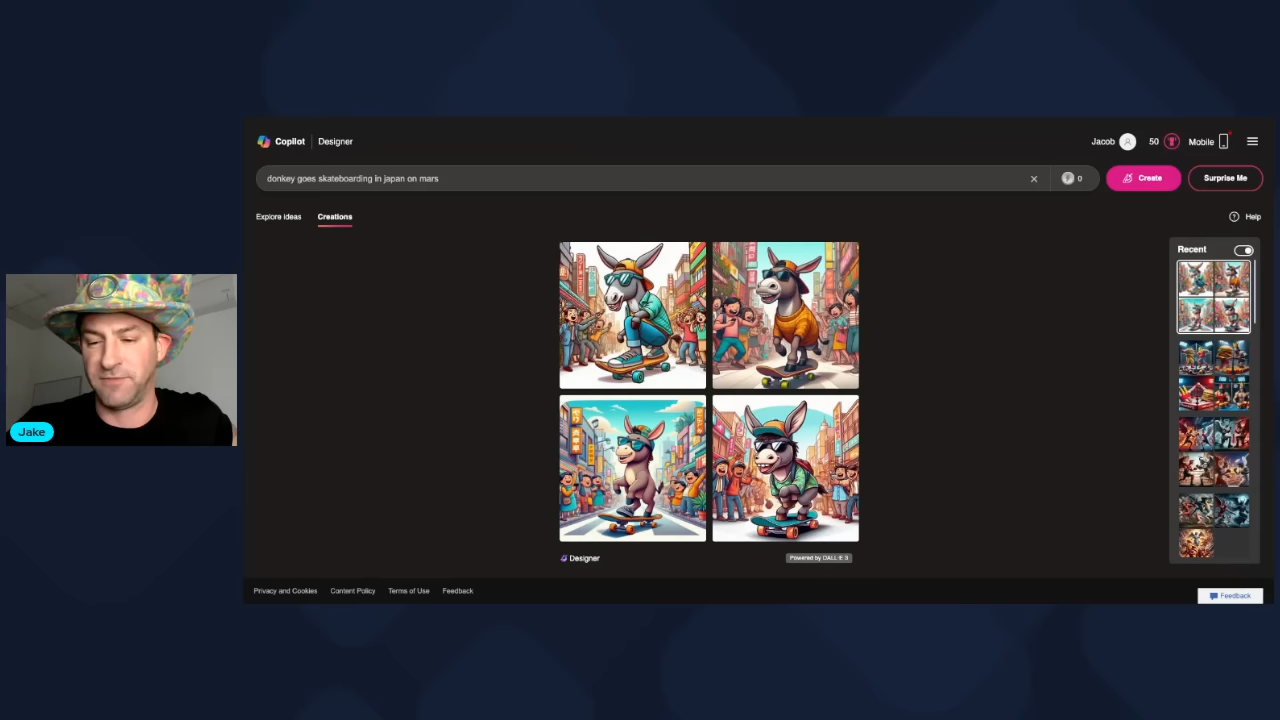 Copilot
Designer
Jacob
50
Mobile
donkey goes skateboarding in japan on mars
0
Create
Surprise Me
Explore ideas
Creations
Help
Recent
Jake
Designer
Powered by DALL·E 3
Privacy and Cookies
Content Policy
Terms of Use
Feedback
Feedback